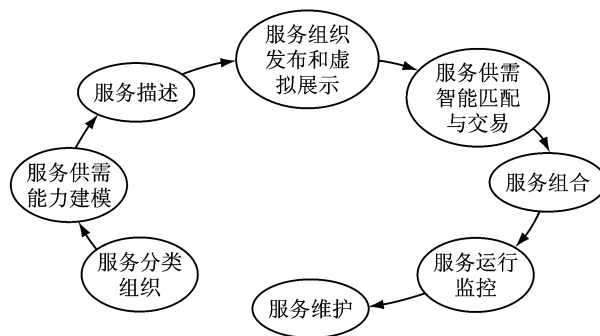 服务组织
发布和虚
拟展示
服务供需
智能匹配
与交易
服务描述
服务供需
能力建模
服务组合
服务分类
组织
服务运行
监控
服务维护